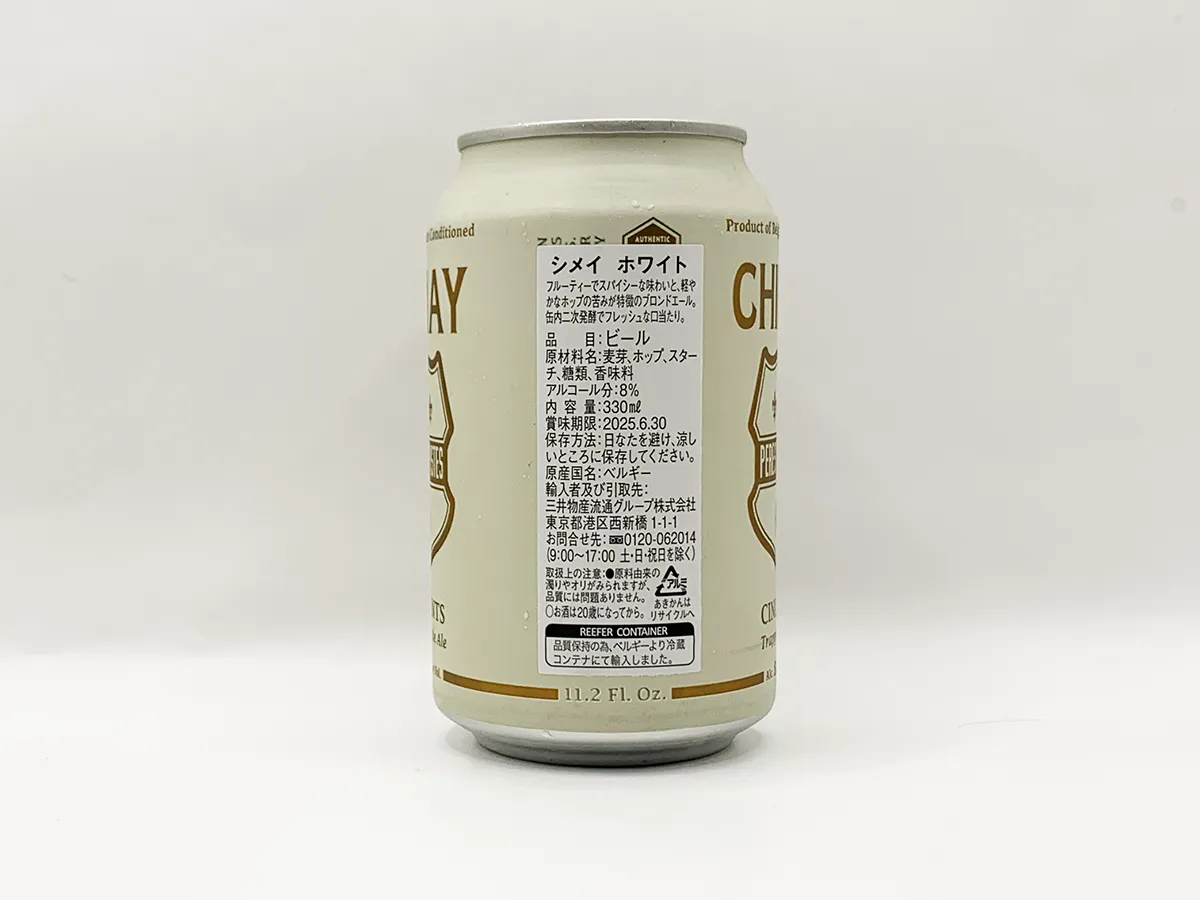 Conditioned
AY
NTS
Ale
AUTHENTIC
シメイ ホワイト
フルーティーでスパイシーな味わいと、軽や
かなホップの苦みが特徴のブロンドエール。
缶内二次発酵でフレッシュな口当たり。
品 目:ビール
原材料名:麦芽、ホップ、スター
チ、糖類、香味料
アルコール分:8%
内 容 量:330㎖
賞味期限:2025.6.30
保存方法:日なたを避け、涼し
いところに保存してください。
原産国名:ベルギー
輸入者及び引取先:
三井物産流通グループ株式会社
東京都港区西新橋 1-1-1
お問合せ先:0120-062014
(9:00〜17:00 土・日・祝日を除く)
取扱上の注意:●原料由来の
濁りやオリがみられますが、
品質には問題ありません。
○お酒は20歳になってから。
アルミ
あきかんは
リサイクルへ
REEFER CONTAINER
品質保持の為、ベルギーより冷蔵
コンテナにて輸入しました。
11.2 Fl. Oz.
Product of
CH
PERE